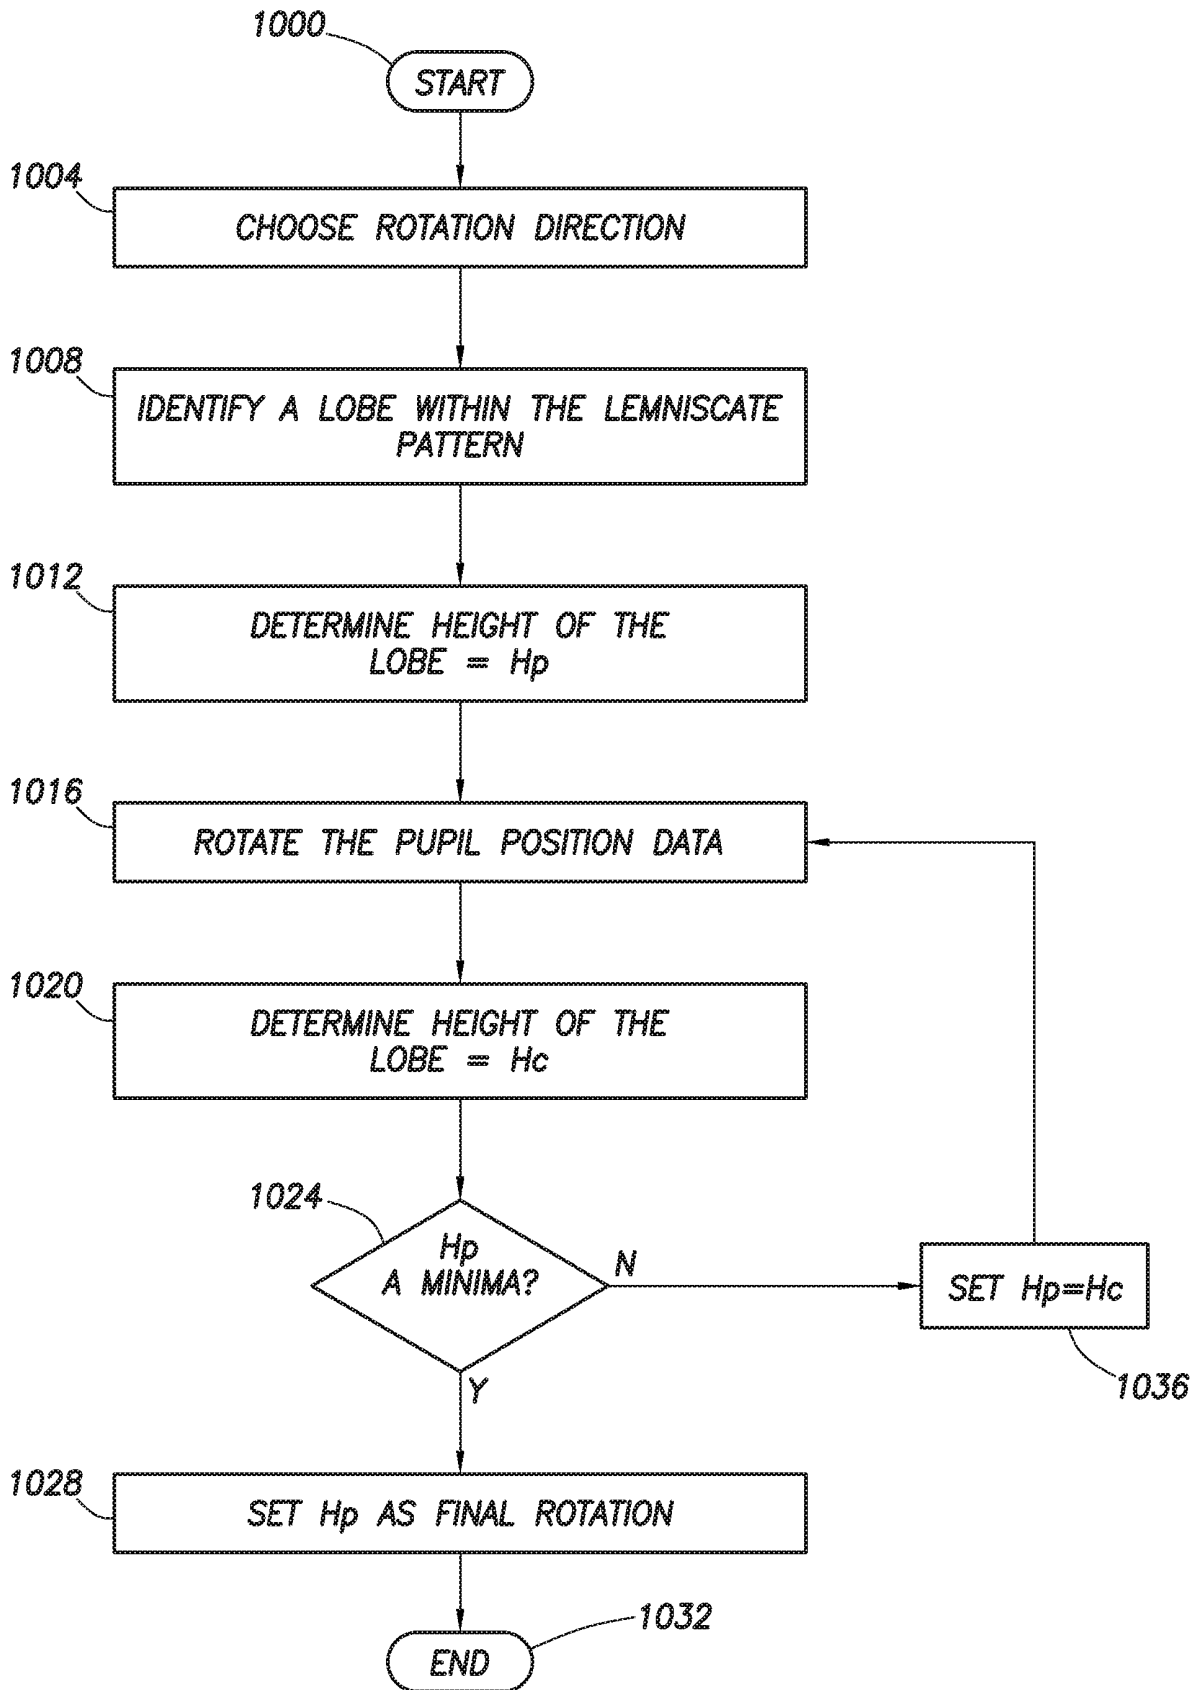 1000
START
1004
CHOOSE ROTATION DIRECTION
1008
IDENTIFY A LOBE WITHIN THE LEMNISCATE
PATTERN
1012
DETERMINE HEIGHT OF THE
LOBE = Hp
1016
ROTATE THE PUPIL POSITION DATA
1020
DETERMINE HEIGHT OF THE
LOBE = Hc
1024
Hp
A MINIMA?
N
SET Hp=Hc
1036
Y
1028
SET Hp AS FINAL ROTATION
1032
END